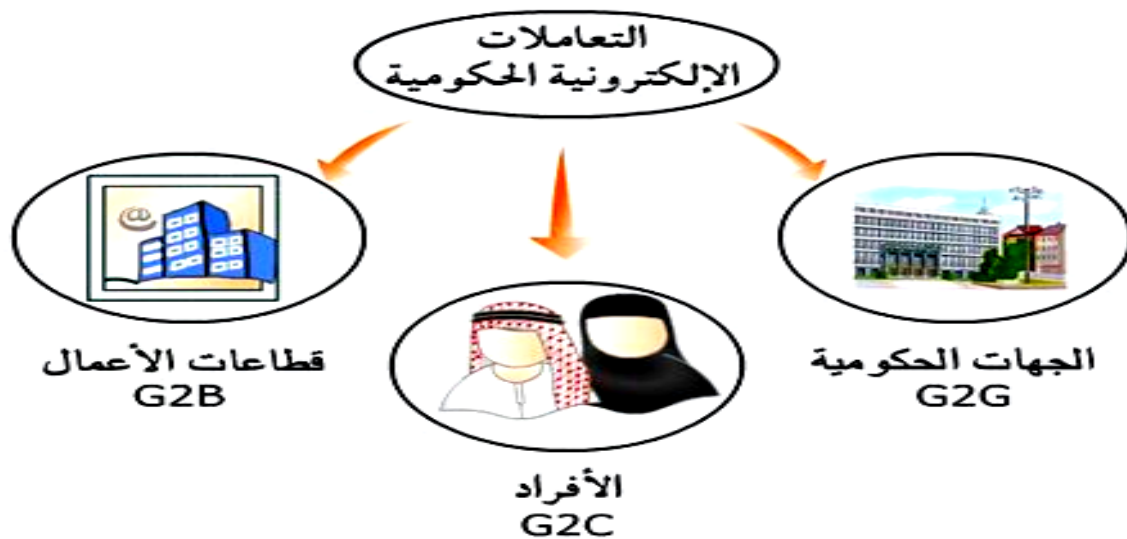 التعاملات
الإلكترونية الحكومية
الجهات الحكومية
G2G
الأفراد
G2C
قطاعات الأعمال
G2B
@